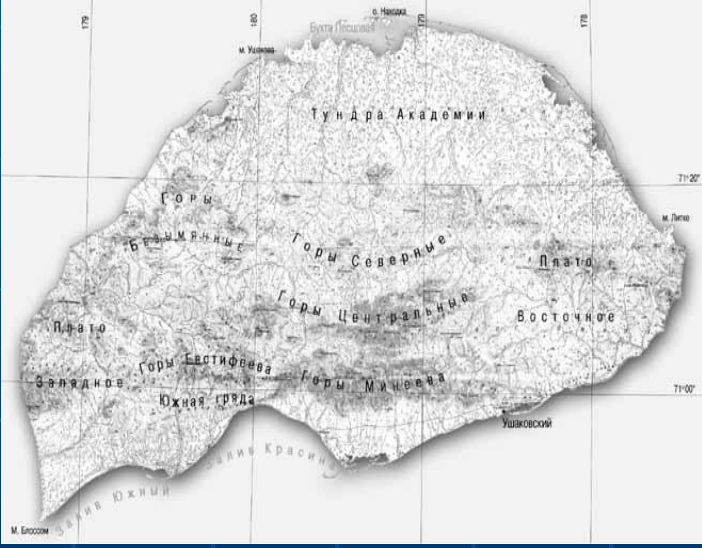 179
180
о. Находка
179
178
Бухта Песцовая
м. Ушакова
Тундра Академии
71°20'
Горы
м. Литке
Безымянные
Горы Северные
Плато
Горы Центральные
Восточное
Плато
Горы Евстифеева
Западное
Горы Минеева
71°00'
Южная гряда
Ушаковский
Залив Красина
Залив Южный
М. Блоссом